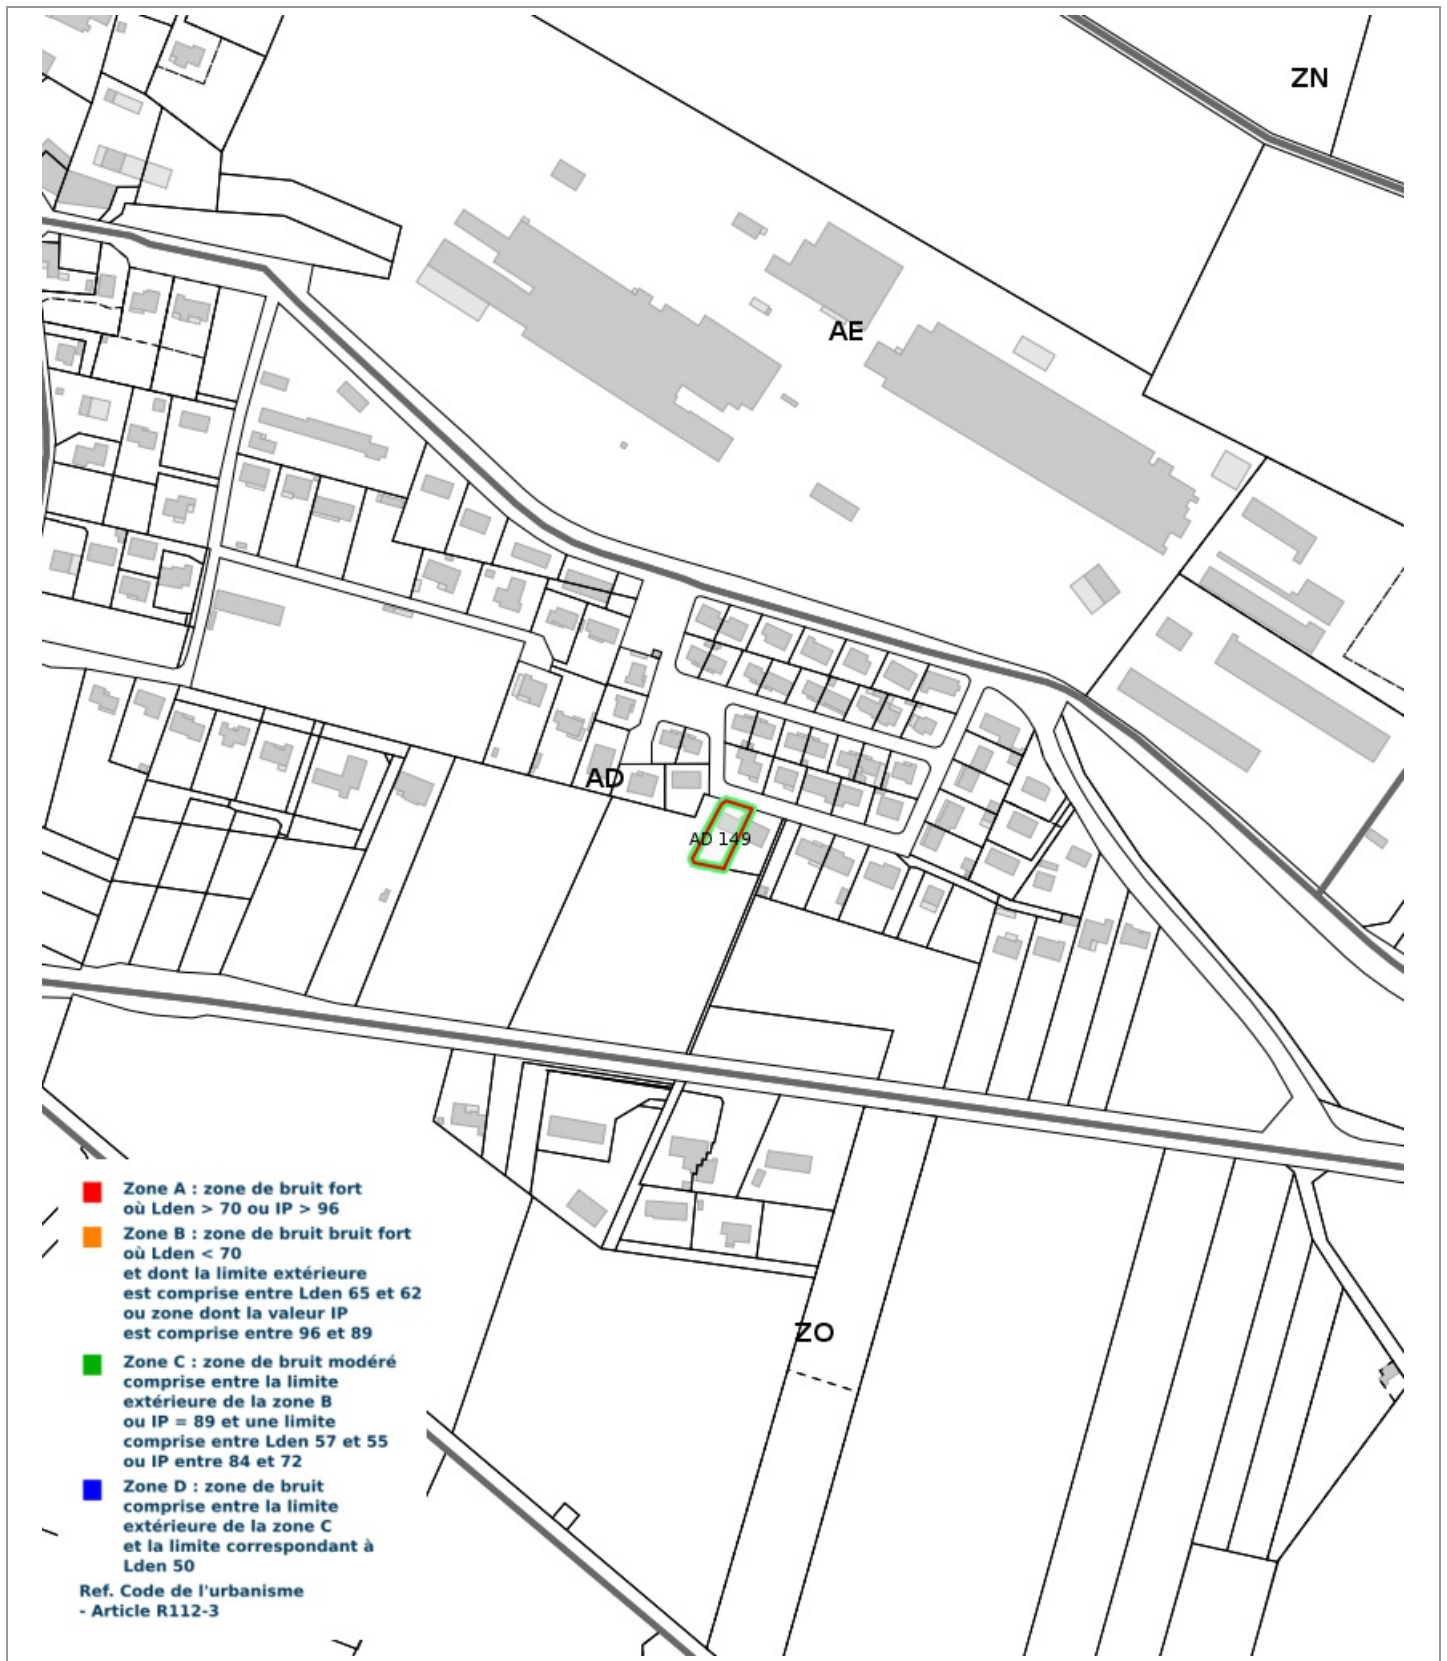 ZN
AE
AD
AD 149
Zone A : zone de bruit fort
où Lden > 70 ou IP > 96
Zone B : zone de bruit bruit fort
où Lden < 70
et dont la limite extérieure
est comprise entre Lden 65 et 62
ou zone dont la valeur IP
est comprise entre 96 et 89
ZO
Zone C : zone de bruit modéré
comprise entre la limite
extérieure de la zone B
ou IP = 89 et une limite
comprise entre Lden 57 et 55
ou IP entre 84 et 72
Zone D : zone de bruit
comprise entre la limite
extérieure de la zone C
et la limite correspondant à
Lden 50
Ref. Code de l'urbanisme
- Article R112-3